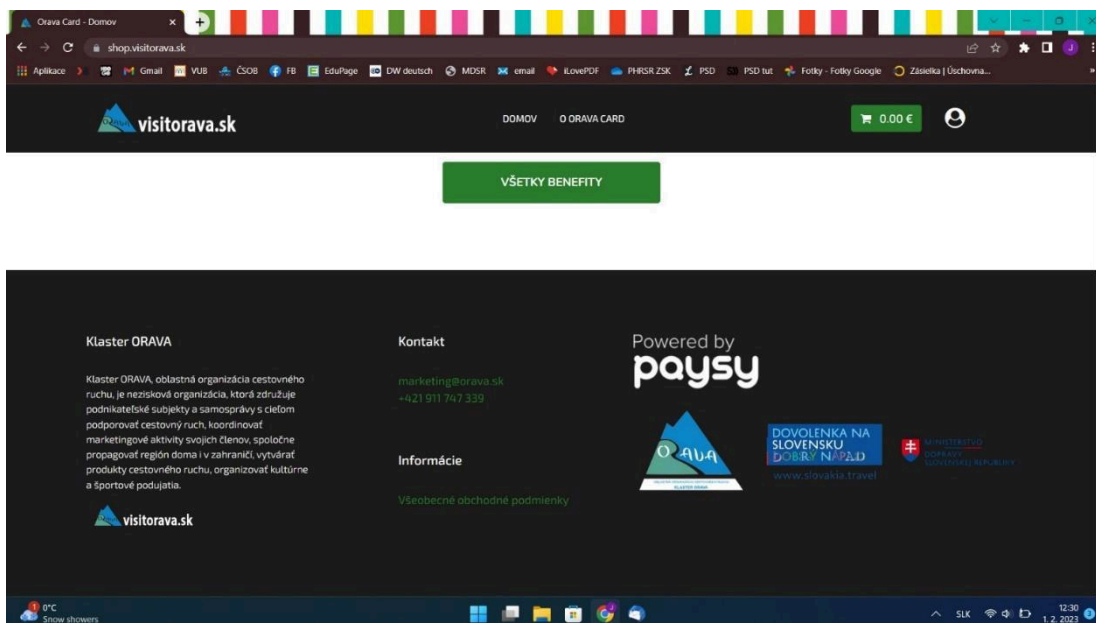 Orava Card - Domov
shop.visitorava.sk
Aplikace
Gmail
VUB
ČSOB
FB
EduPage
DW deutsch
MDSR
email
iLovePDF
PHRSR ZSK
PSD
PSD tut
Fotky - Fotky Google
Zásielka | Úschovna...
visitorava.sk
DOMOV
O ORAVA CARD
0.00 €
VŠETKY BENEFITY
Klaster ORAVA
Klaster ORAVA, oblastná organizácia cestovného
ruchu, je nezisková organizácia, ktorá združuje
podnikateľské subjekty a samosprávy s cieľom
podporovať cestovný ruch, koordinovať
marketingové aktivity svojich členov, spoločne
propagovať región doma i v zahraničí, vytvárať
produkty cestovného ruchu, organizovať kultúrne
a športové podujatia.
visitorava.sk
Kontakt
marketing@orava.sk
+421 911 747 339
Informácie
Všeobecné obchodné podmienky
Powered by
paysy
ORAVA
KLASTER ORAVA
DOVOLENKA NA
SLOVENSKU
DOBRÝ NÁPAD
www.slovakia.travel
MINISTERSTVO
DOPRAVY
SLOVENSKEJ REPUBLIKY
0°C
Snow showers
SLK
12:30
1. 2. 2023